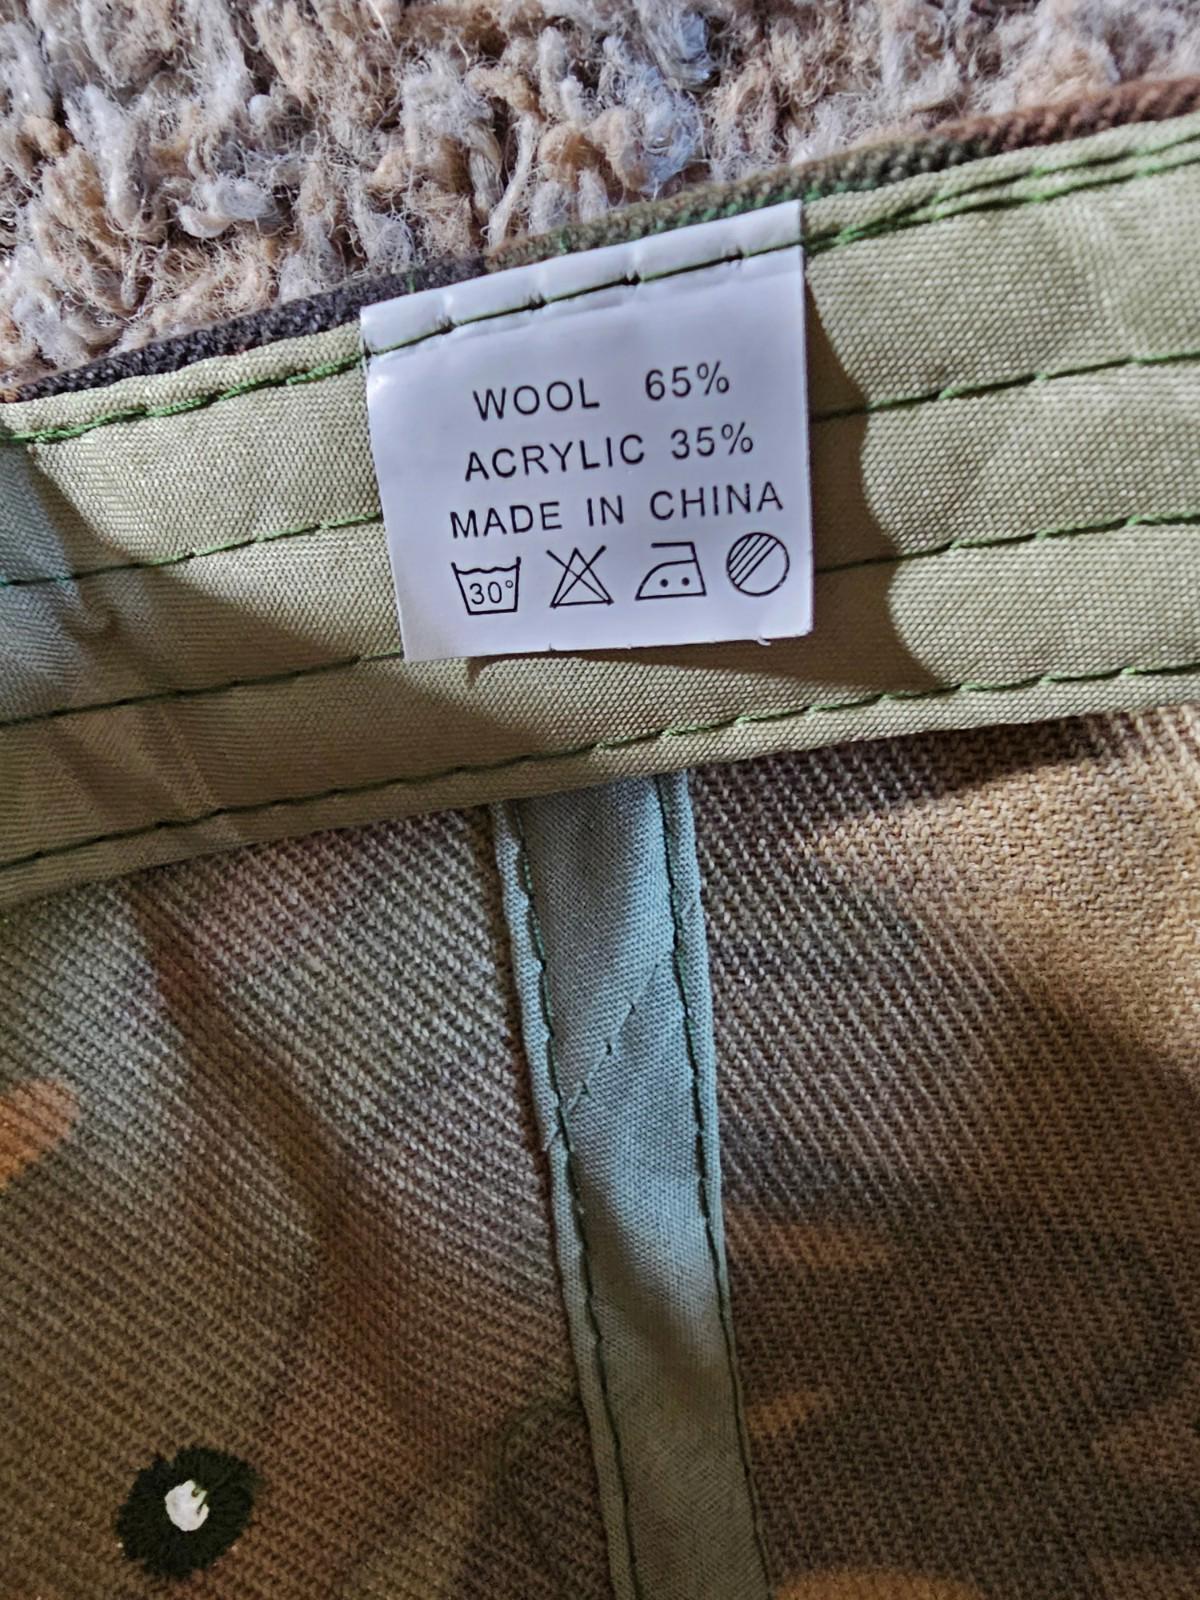 WOOL 65%
ACRYLIC 35%
MADE IN CHINA
30°